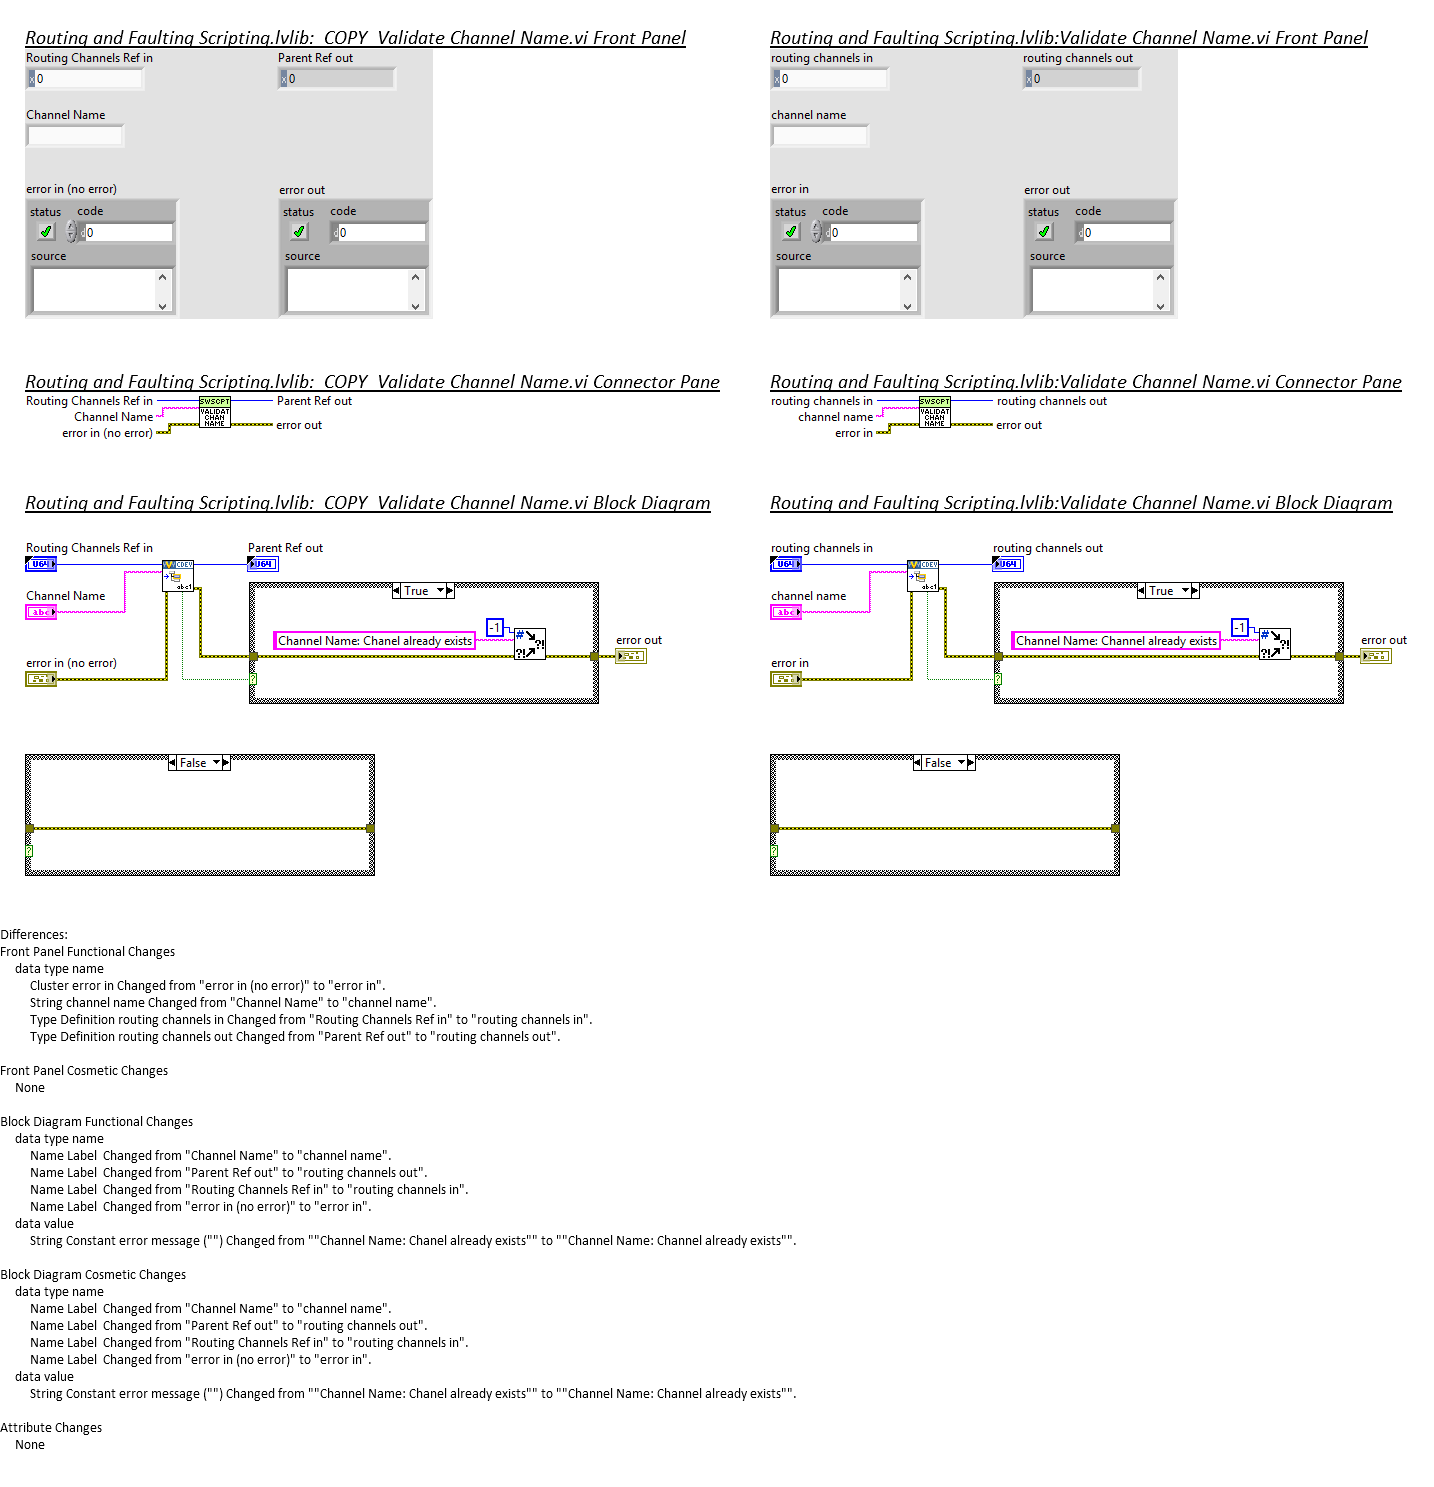 Routing and Faulting Scripting.lvlib:_COPY_Validate Channel Name.vi Front Panel
Routing Channels Ref in
Parent Ref out
x 0
x 0
Channel Name
error in (no error)
error out
status
code
status
code
d 0
d 0
source
source
Routing and Faulting Scripting.lvlib:Validate Channel Name.vi Front Panel
routing channels in
routing channels out
x 0
x 0
channel name
error in
error out
status
code
status
code
d 0
d 0
source
source
Routing and Faulting Scripting.lvlib:_COPY_Validate Channel Name.vi Connector Pane
Routing Channels Ref in
Channel Name
error in (no error)
SWSCPT
VALIDAT
CHAN
NAME
Parent Ref out
error out
Routing and Faulting Scripting.lvlib:Validate Channel Name.vi Connector Pane
routing channels in
channel name
error in
SWSCPT
VALIDAT
CHAN
NAME
routing channels out
error out
Routing and Faulting Scripting.lvlib:_COPY_Validate Channel Name.vi Block Diagram
Routing Channels Ref in
Parent Ref out
U64
CDEV
abc1
U64
Channel Name
abc
True
-1
Channel Name: Chanel already exists
# ?!
?!
error out
error in (no error)
?
False
?
Routing and Faulting Scripting.lvlib:Validate Channel Name.vi Block Diagram
routing channels in
routing channels out
U64
CDEV
abc1
U64
channel name
abc
True
-1
Channel Name: Channel already exists
# ?!
?!
error out
error in
?
False
?
Differences:
Front Panel Functional Changes
data type name
Cluster error in Changed from "error in (no error)" to "error in".
String channel name Changed from "Channel Name" to "channel name".
Type Definition routing channels in Changed from "Routing Channels Ref in" to "routing channels in".
Type Definition routing channels out Changed from "Parent Ref out" to "routing channels out".
Front Panel Cosmetic Changes
None
Block Diagram Functional Changes
data type name
Name Label  Changed from "Channel Name" to "channel name".
Name Label  Changed from "Parent Ref out" to "routing channels out".
Name Label  Changed from "Routing Channels Ref in" to "routing channels in".
Name Label  Changed from "error in (no error)" to "error in".
data value
String Constant error message ("") Changed from ""Channel Name: Chanel already exists"" to ""Channel Name: Channel already exists"".
Block Diagram Cosmetic Changes
data type name
Name Label  Changed from "Channel Name" to "channel name".
Name Label  Changed from "Parent Ref out" to "routing channels out".
Name Label  Changed from "Routing Channels Ref in" to "routing channels in".
Name Label  Changed from "error in (no error)" to "error in".
data value
String Constant error message ("") Changed from ""Channel Name: Chanel already exists"" to ""Channel Name: Channel already exists"".
Attribute Changes
None